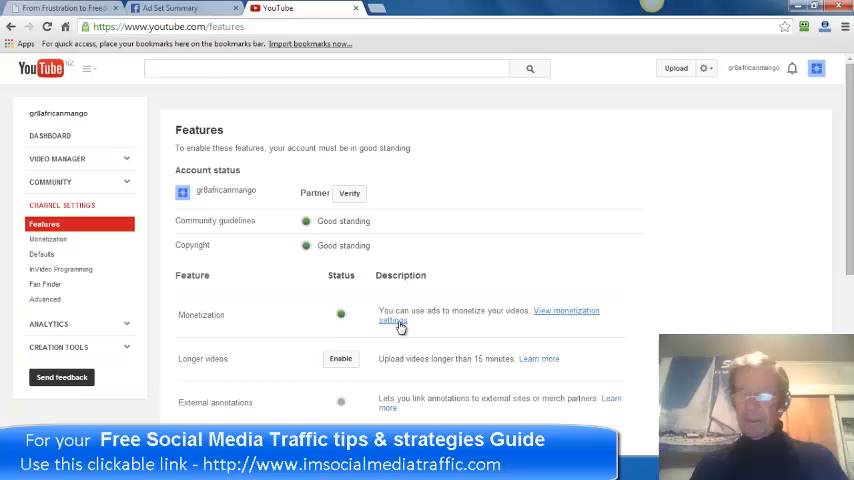 From Frustration to Freed
Ad Set Summary
YouTube
https://www.youtube.com/features
Apps
For quick access, place your bookmarks here on the bookmarks bar. Import bookmarks now...
YouTube NZ
Upload
gr8africanmango
gr8africanmango
DASHBOARD
VIDEO MANAGER
COMMUNITY
CHANNEL SETTINGS
Features
Monetization
Defaults
InVideo Programming
Fan Finder
Advanced
ANALYTICS
CREATION TOOLS
Send feedback
Features
To enable these features, your account must be in good standing.
Account status
gr8africanmango
Partner Verify
Community guidelines Good standing
Copyright Good standing
Feature Status Description
Monetization You can use ads to monetize your videos. View monetization
settings
Longer videos Enable Upload videos longer than 15 minutes. Learn more
External annotations Lets you link annotations to external sites or merch partners. Learn
more
For your Free Social Media Traffic tips & strategies Guide
Use this clickable link - http://www.imsocialmediatraffic.com